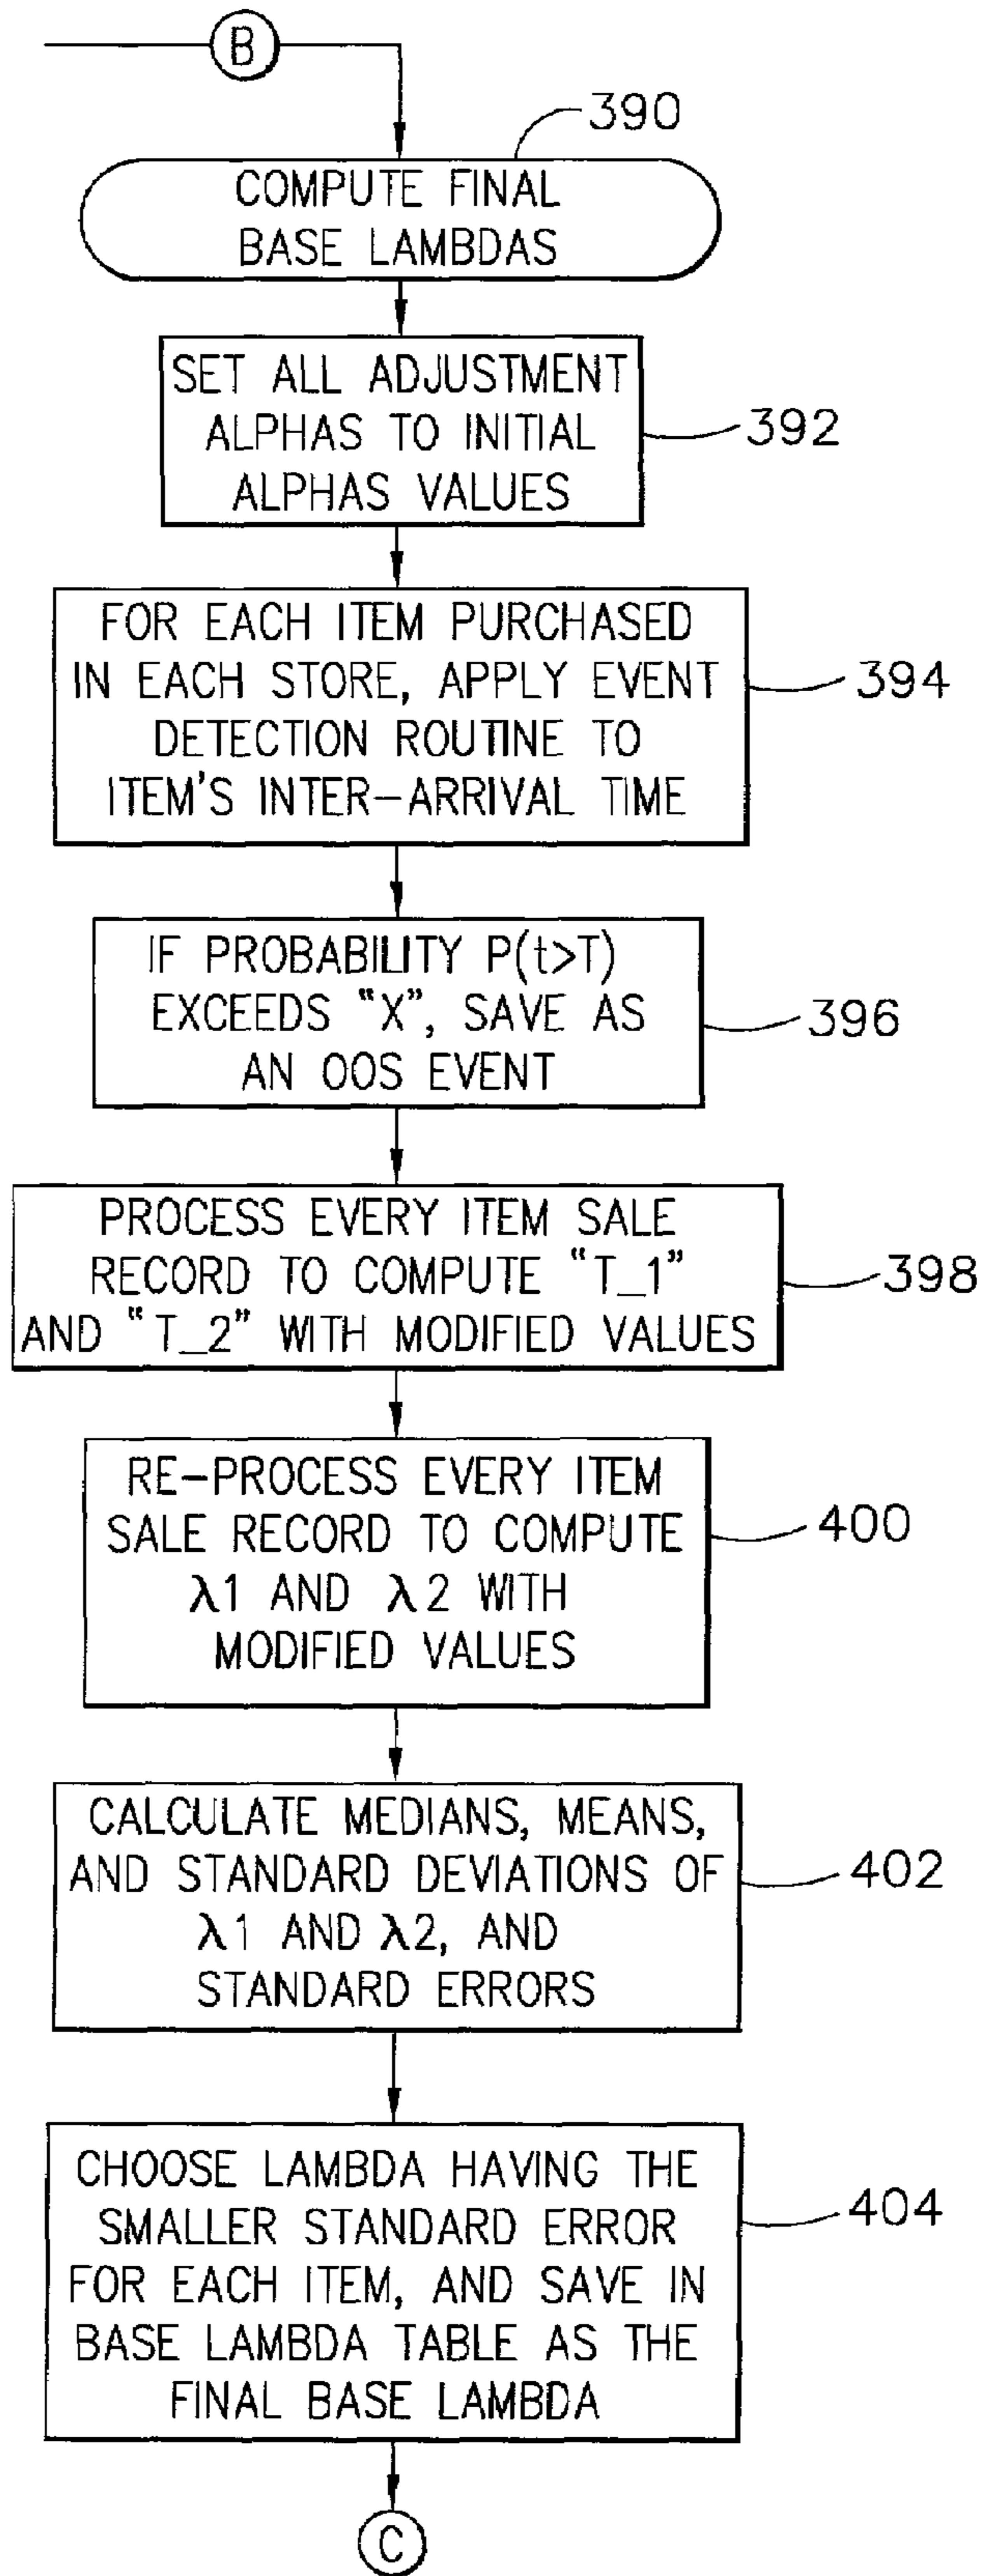 B
390
COMPUTE FINAL
BASE LAMBDAS
SET ALL ADJUSTMENT
ALPHAS TO INITIAL
ALPHAS VALUES
392
FOR EACH ITEM PURCHASED
IN EACH STORE, APPLY EVENT
DETECTION ROUTINE TO
ITEM'S INTER-ARRIVAL TIME
394
IF PROBABILITY P(t>T)
EXCEEDS "X", SAVE AS
AN OOS EVENT
396
PROCESS EVERY ITEM SALE
RECORD TO COMPUTE "T_1"
AND "T_2" WITH MODIFIED VALUES
398
RE-PROCESS EVERY ITEM
SALE RECORD TO COMPUTE
λ1 AND λ2 WITH
MODIFIED VALUES
400
CALCULATE MEDIANS, MEANS,
AND STANDARD DEVIATIONS OF
λ1 AND λ2, AND
STANDARD ERRORS
402
CHOOSE LAMBDA HAVING THE
SMALLER STANDARD ERROR
FOR EACH ITEM, AND SAVE IN
BASE LAMBDA TABLE AS THE
FINAL BASE LAMBDA
404
C